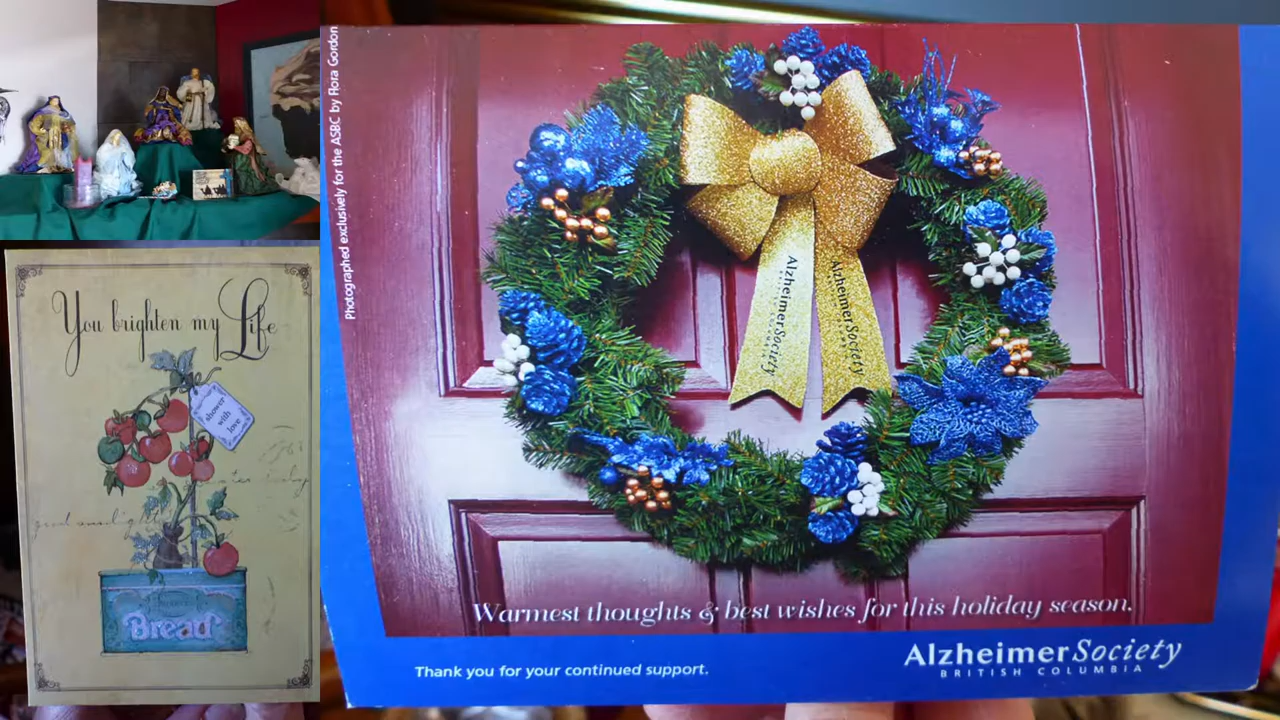 Photographed exclusively for the ASBC by Flora Gordon
Alzheimer Society
Alzheimer Society
Warmest thoughts & best wishes for this holiday season.
Thank you for your continued support.
Alzheimer Society
BRITISH COLUMBIA
You brighten my Life
shower
with
love
Bread